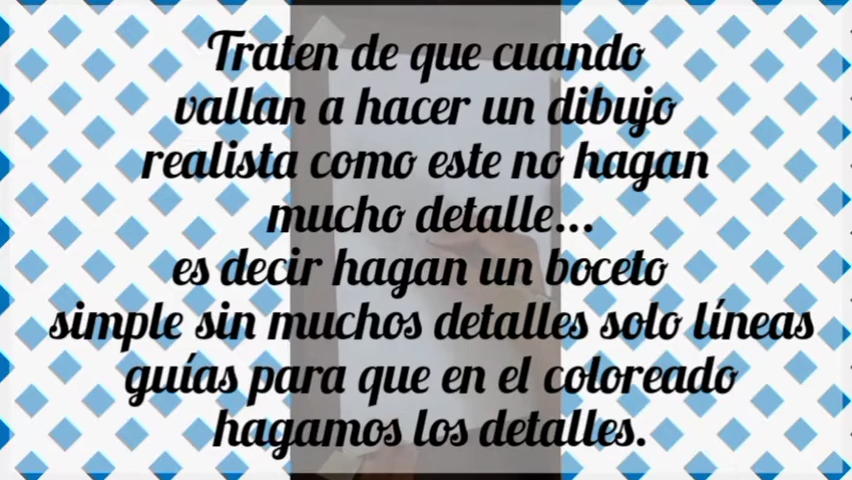 Traten de que cuando
vallan a hacer un dibujo
realista como este no hagan
mucho detalle...
es decir hagan un boceto
simple sin muchos detalles solo líneas
guías para que en el coloreado
hagamos los detalles.